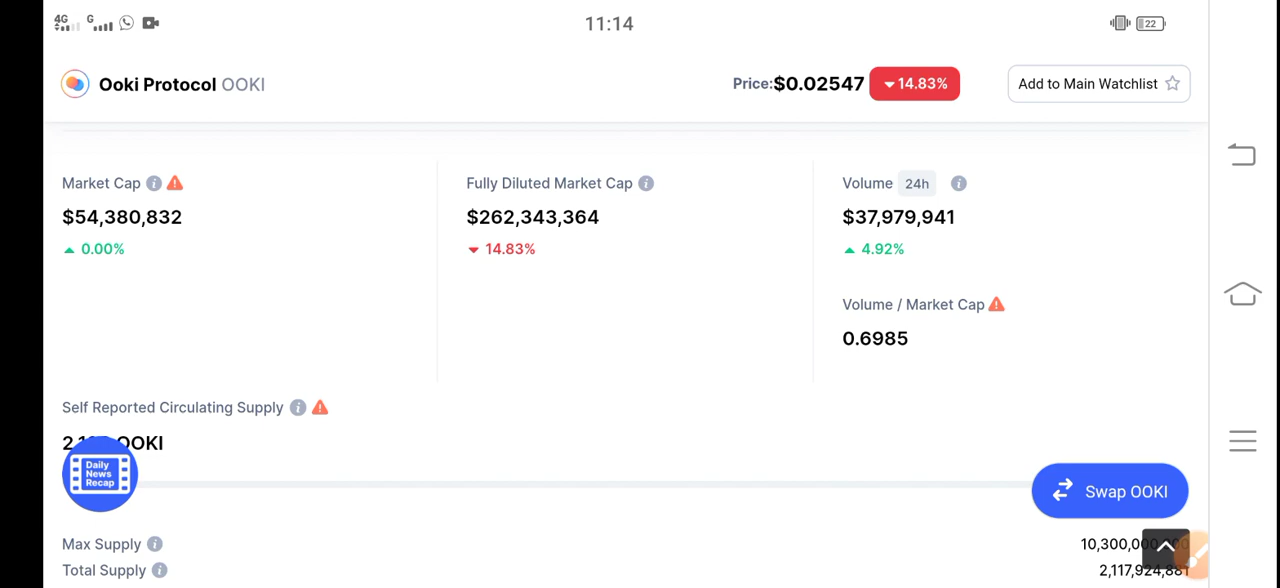 4G G 11:14 22
Ooki Protocol OOKI Price:$0.02547 14.83% Add to Main Watchlist
Market Cap Fully Diluted Market Cap Volume 24h
$54,380,832 $262,343,364 $37,979,941
0.00% 14.83% 4.92%
Volume / Market Cap
0.6985
Self Reported Circulating Supply
OOKI
Daily
News
Recap
Swap OOKI
Max Supply
Total Supply